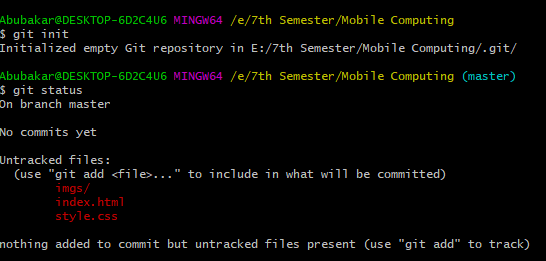 Abubakar@DESKTOP-6D2C4U6 MINGW64 /e/7th Semester/Mobile Computing
$ git init
Initialized empty Git repository in E:/7th Semester/Mobile Computing/.git/
Abubakar@DESKTOP-6D2C4U6 MINGW64 /e/7th Semester/Mobile Computing (master)
$ git status
On branch master
No commits yet
Untracked files:
(use "git add <file>..." to include in what will be committed)
imgs/
index.html
style.css
nothing added to commit but untracked files present (use "git add" to track)